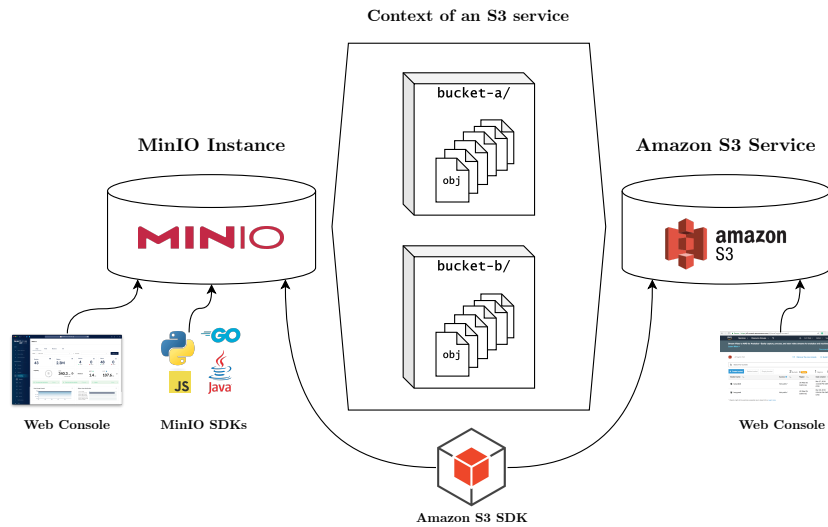 Context of an S3 service
bucket-a/
obj
MinIO Instance
MINIO
Amazon S3 Service
amazon
S3
bucket-b/
obj
GO
JS
Java
Web Console
MinIO SDKs
Web Console
Amazon S3 SDK